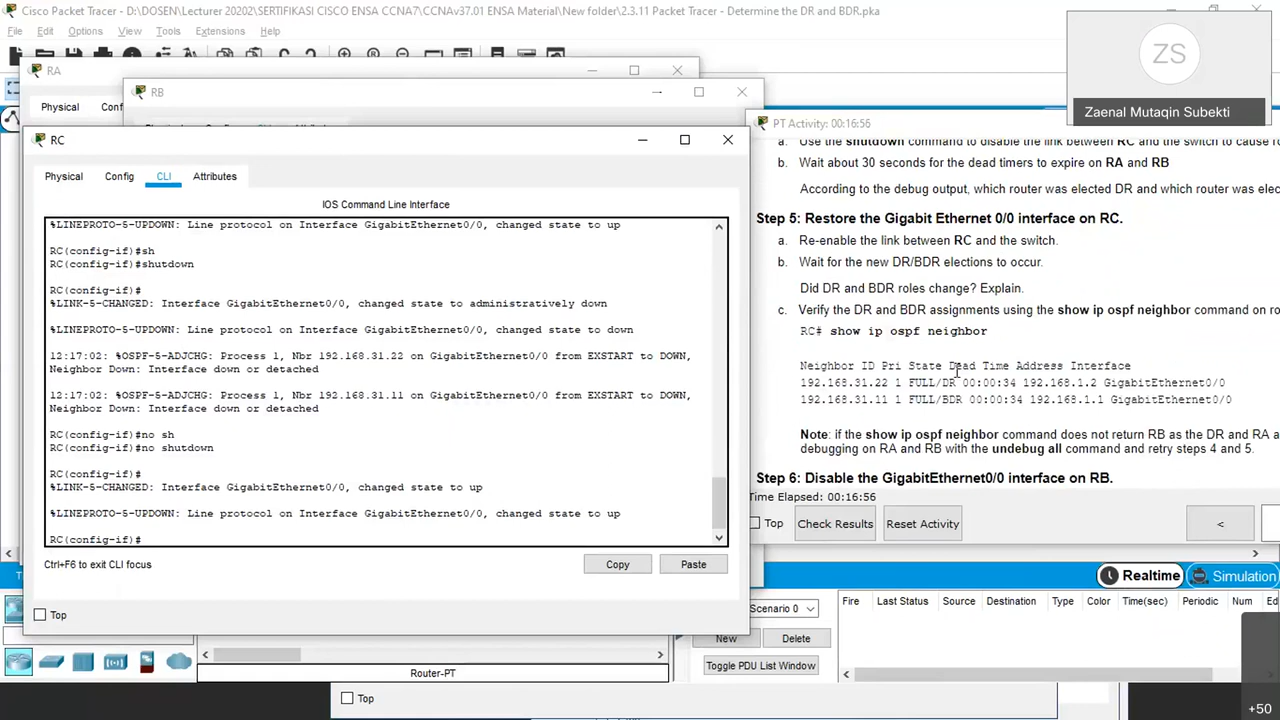 Cisco Packet Tracer - D:\DOSEN\Lecturer 20202\SERTIFIKASI CISCO ENSA CCNA7\CCNAv37.01 ENSA Material\New folder\2.3.11 Packet Tracer - Determine the DR and BDR.pka
File Edit Options View Tools Extensions Help
RA
Physical Conf
RB
RC
Physical Config CLI Attributes
IOS Command Line Interface
%LINEPROTO-5-UPDOWN: Line protocol on Interface GigabitEthernet0/0, changed state to up
RC(config-if)#sh
RC(config-if)#shutdown
RC(config-if)#
%LINK-5-CHANGED: Interface GigabitEthernet0/0, changed state to administratively down
%LINEPROTO-5-UPDOWN: Line protocol on Interface GigabitEthernet0/0, changed state to down
12:17:02: %OSPF-5-ADJCHG: Process 1, Nbr 192.168.31.22 on GigabitEthernet0/0 from EXSTART to DOWN,
Neighbor Down: Interface down or detached
12:17:02: %OSPF-5-ADJCHG: Process 1, Nbr 192.168.31.11 on GigabitEthernet0/0 from EXSTART to DOWN,
Neighbor Down: Interface down or detached
RC(config-if)#no sh
RC(config-if)#no shutdown
RC(config-if)#
%LINK-5-CHANGED: Interface GigabitEthernet0/0, changed state to up
%LINEPROTO-5-UPDOWN: Line protocol on Interface GigabitEthernet0/0, changed state to up
RC(config-if)#
Ctrl+F6 to exit CLI focus
Copy Paste
Top
ZS
Zaenal Mutaqin Subekti
PT Activity: 00:16:56
a. Use the shutdown command to disable the link between RC and the switch to cause ro
b. Wait about 30 seconds for the dead timers to expire on RA and RB
According to the debug output, which router was elected DR and which router was elec
Step 5: Restore the Gigabit Ethernet 0/0 interface on RC.
a. Re-enable the link between RC and the switch.
b. Wait for the new DR/BDR elections to occur.
Did DR and BDR roles change? Explain.
c. Verify the DR and BDR assignments using the show ip ospf neighbor command on ro
RC# show ip ospf neighbor
Neighbor ID Pri State Dead Time Address Interface
192.168.31.22 1 FULL/DR 00:00:34 192.168.1.2 GigabitEthernet0/0
192.168.31.11 1 FULL/BDR 00:00:34 192.168.1.1 GigabitEthernet0/0
Note: if the show ip ospf neighbor command does not return RB as the DR and RA a
debugging on RA and RB with the undebug all command and retry steps 4 and 5.
Step 6: Disable the GigabitEthernet0/0 interface on RB.
Time Elapsed: 00:16:56
Top Check Results Reset Activity <
Realtime Simulation
Scenario 0
New Delete
Toggle PDU List Window
Fire Last Status Source Destination Type Color Time(sec) Periodic Num Ed
Router-PT
Top
+50